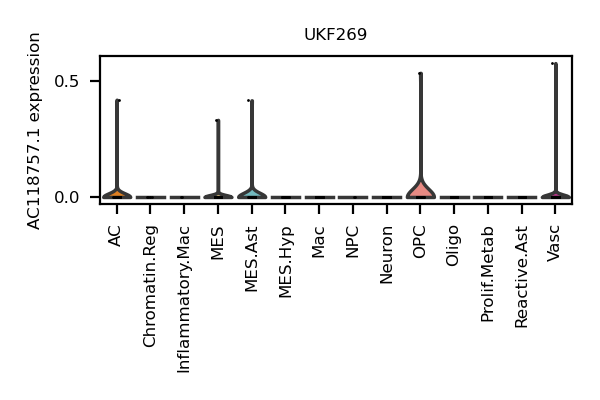 UKF269
AC118757.1 expression
0.5
0.0
AC
Chromatin.Reg
Inflammatory.Mac
MES
MES.Ast
MES.Hyp
Mac
NPC
Neuron
OPC
Oligo
Prolif.Metab
Reactive.Ast
Vasc